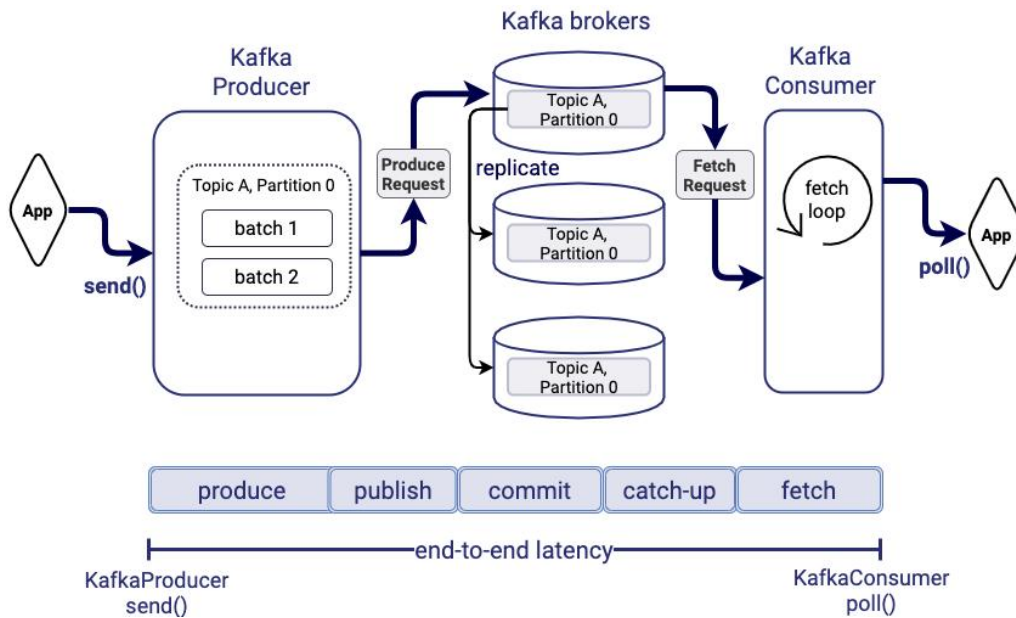 Kafka brokers
Kafka
Producer
Kafka
Consumer
App
send()
Topic A, Partition 0
batch 1
batch 2
Produce
Request
Topic A,
Partition 0
replicate
Topic A,
Partition 0
Topic A,
Partition 0
Fetch
Request
fetch
loop
poll()
App
produce
publish
commit
catch-up
fetch
end-to-end latency
KafkaProducer
send()
KafkaConsumer
poll()